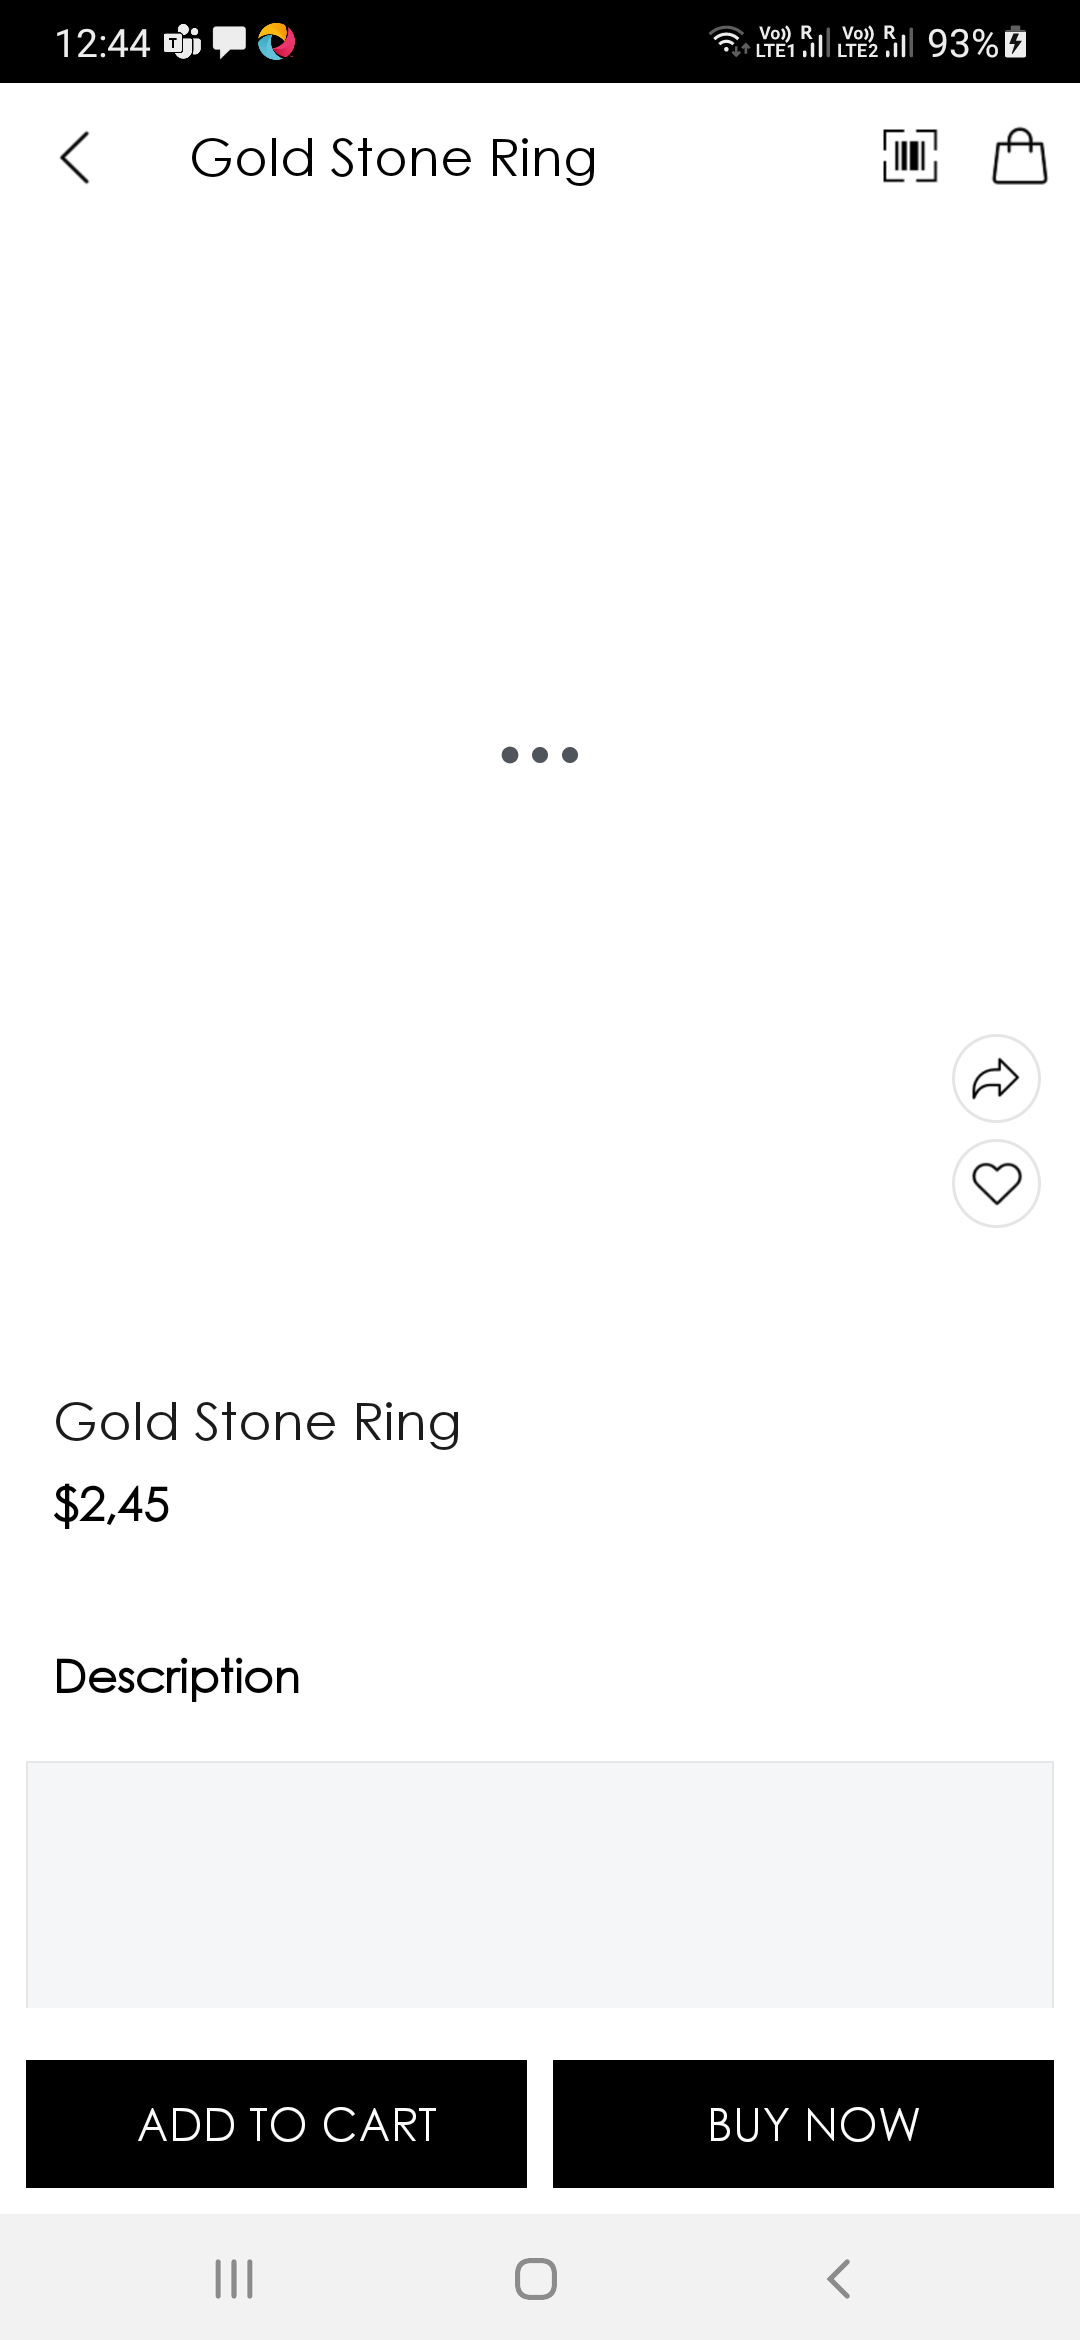 12:44
Vo)) R Vo)) R
LTE1 LTE2 93%
Gold Stone Ring
Gold Stone Ring
$2,45
Description
ADD TO CART
BUY NOW